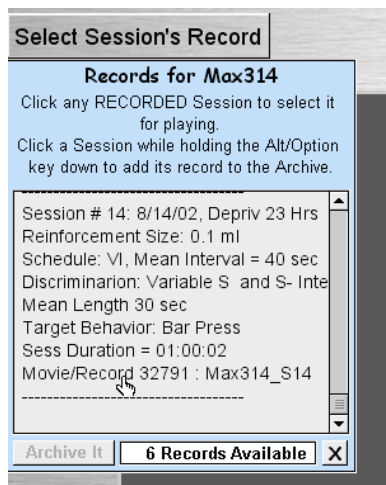 Select Session's Record
Records for Max314
Click any RECORDED Session to select it
for playing.
Click a Session while holding the Alt/Option
key down to add its record to the Archive.
------------------------------------
Session # 14: 8/14/02, Depriv 23 Hrs
Reinforcement Size: 0.1 ml
Schedule: VI, Mean Interval = 40 sec
Discriminarion: Variable S  and S- Inte
Mean Length 30 sec
Target Behavior: Bar Press
Sess Duration = 01:00:02
Movie/Record 32791 : Max314_S14
------------------------------------
Archive It 6 Records Available X